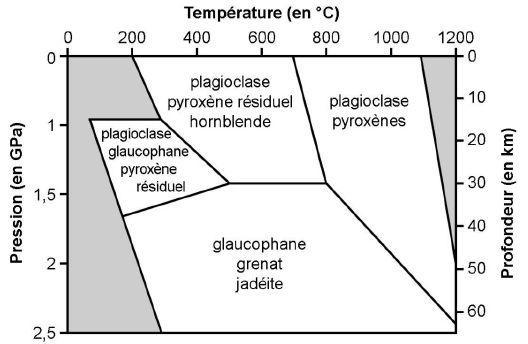 Température (en °C)
0 200 400 600 800 1000 1200
Pression (en GPa)
0
1
1,5
2
2,5
Profondeur (en km)
0
10
20
30
40
50
60
plagioclase
pyroxène résiduel
hornblende
plagioclase
pyroxènes
plagioclase
glaucophane
pyroxène
résiduel
glaucophane
grenat
jadéite